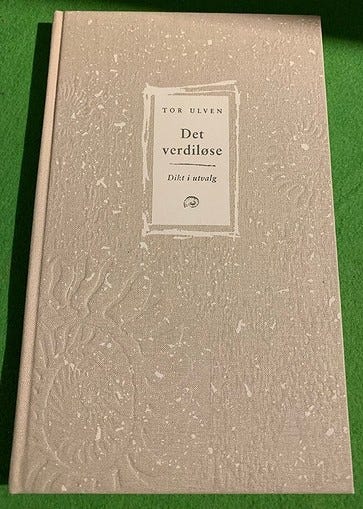 TOR ULVEN
Det
verdiløse
Dikt i utvalg